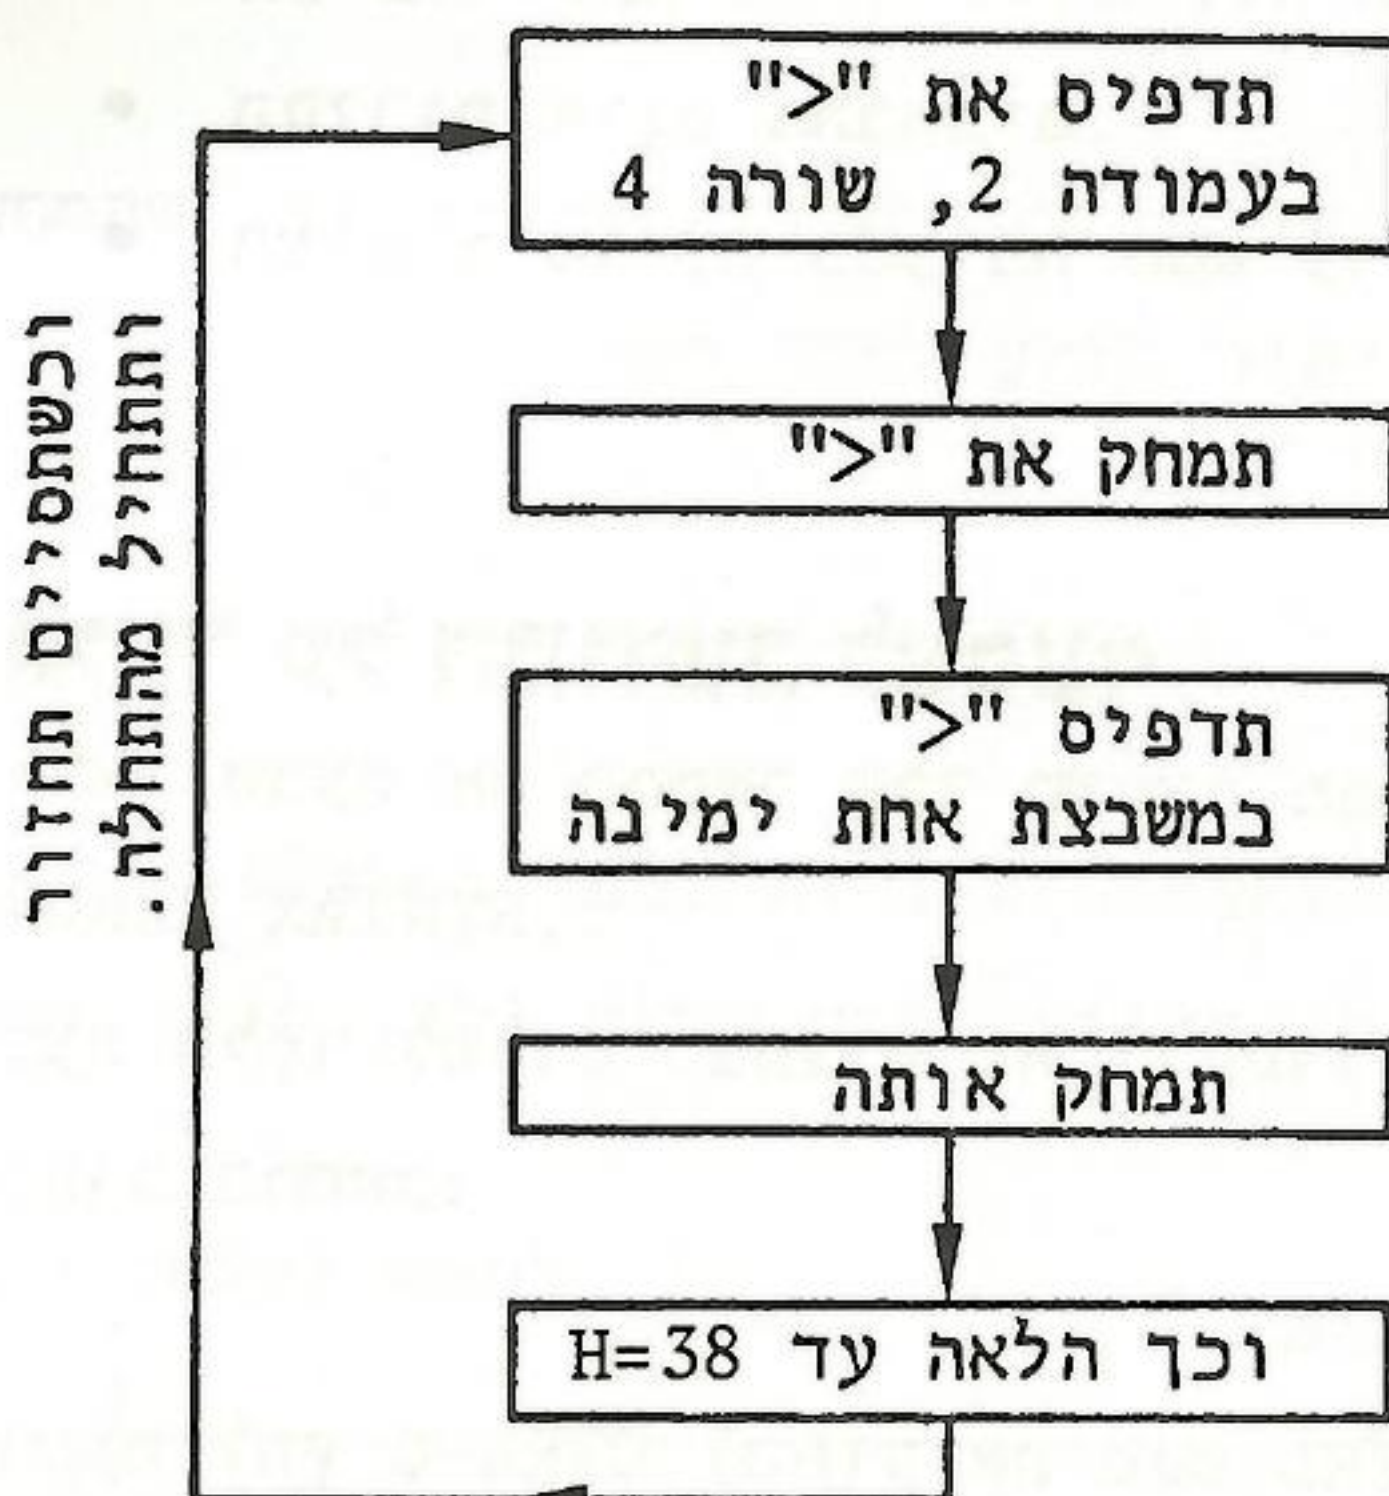 תדפיס את ">"
בעמודה 2, שורה 4
תמחק את ">"
תדפיס ">"
במשבצת אחת ימינה
תמחק אותה
וכך הלאה עד H=38
וכשתסיים תחזור
ותתחיל מהתחלה.